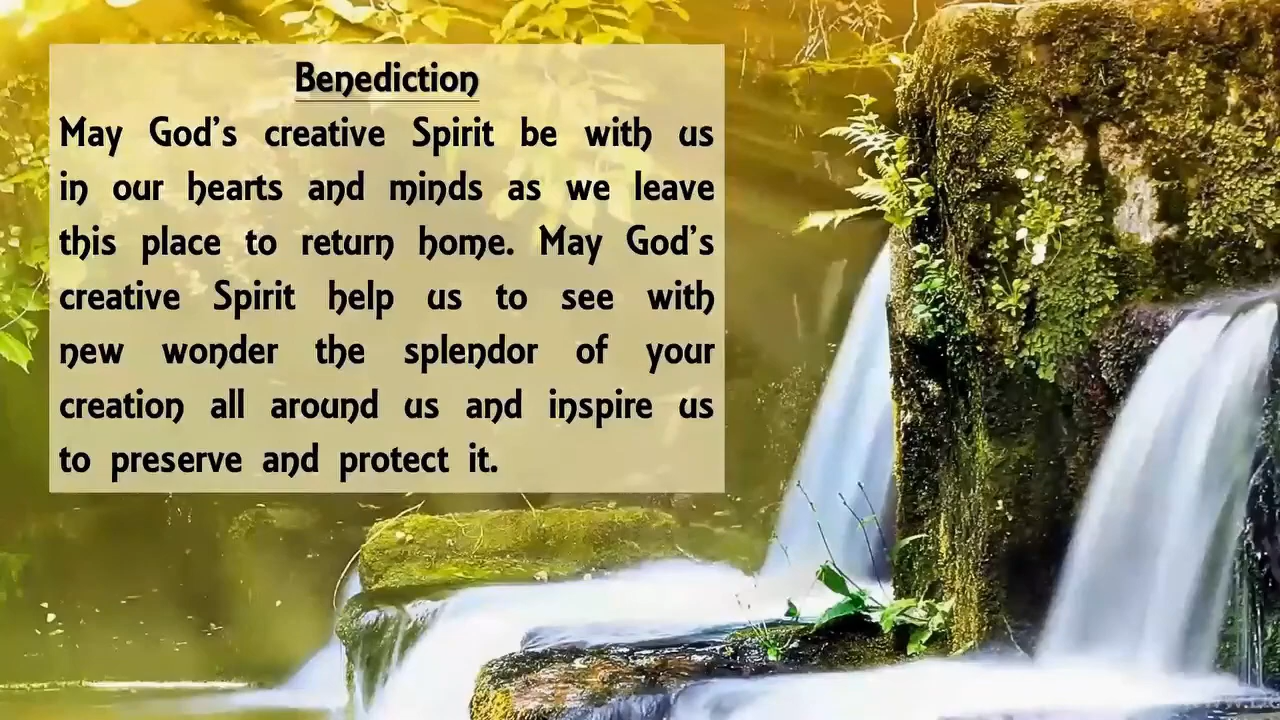 Benediction
May God’s creative Spirit be with us
in our hearts and minds as we leave
this place to return home. May God’s
creative Spirit help us to see with
new wonder the splendor of your
creation all around us and inspire us
to preserve and protect it.